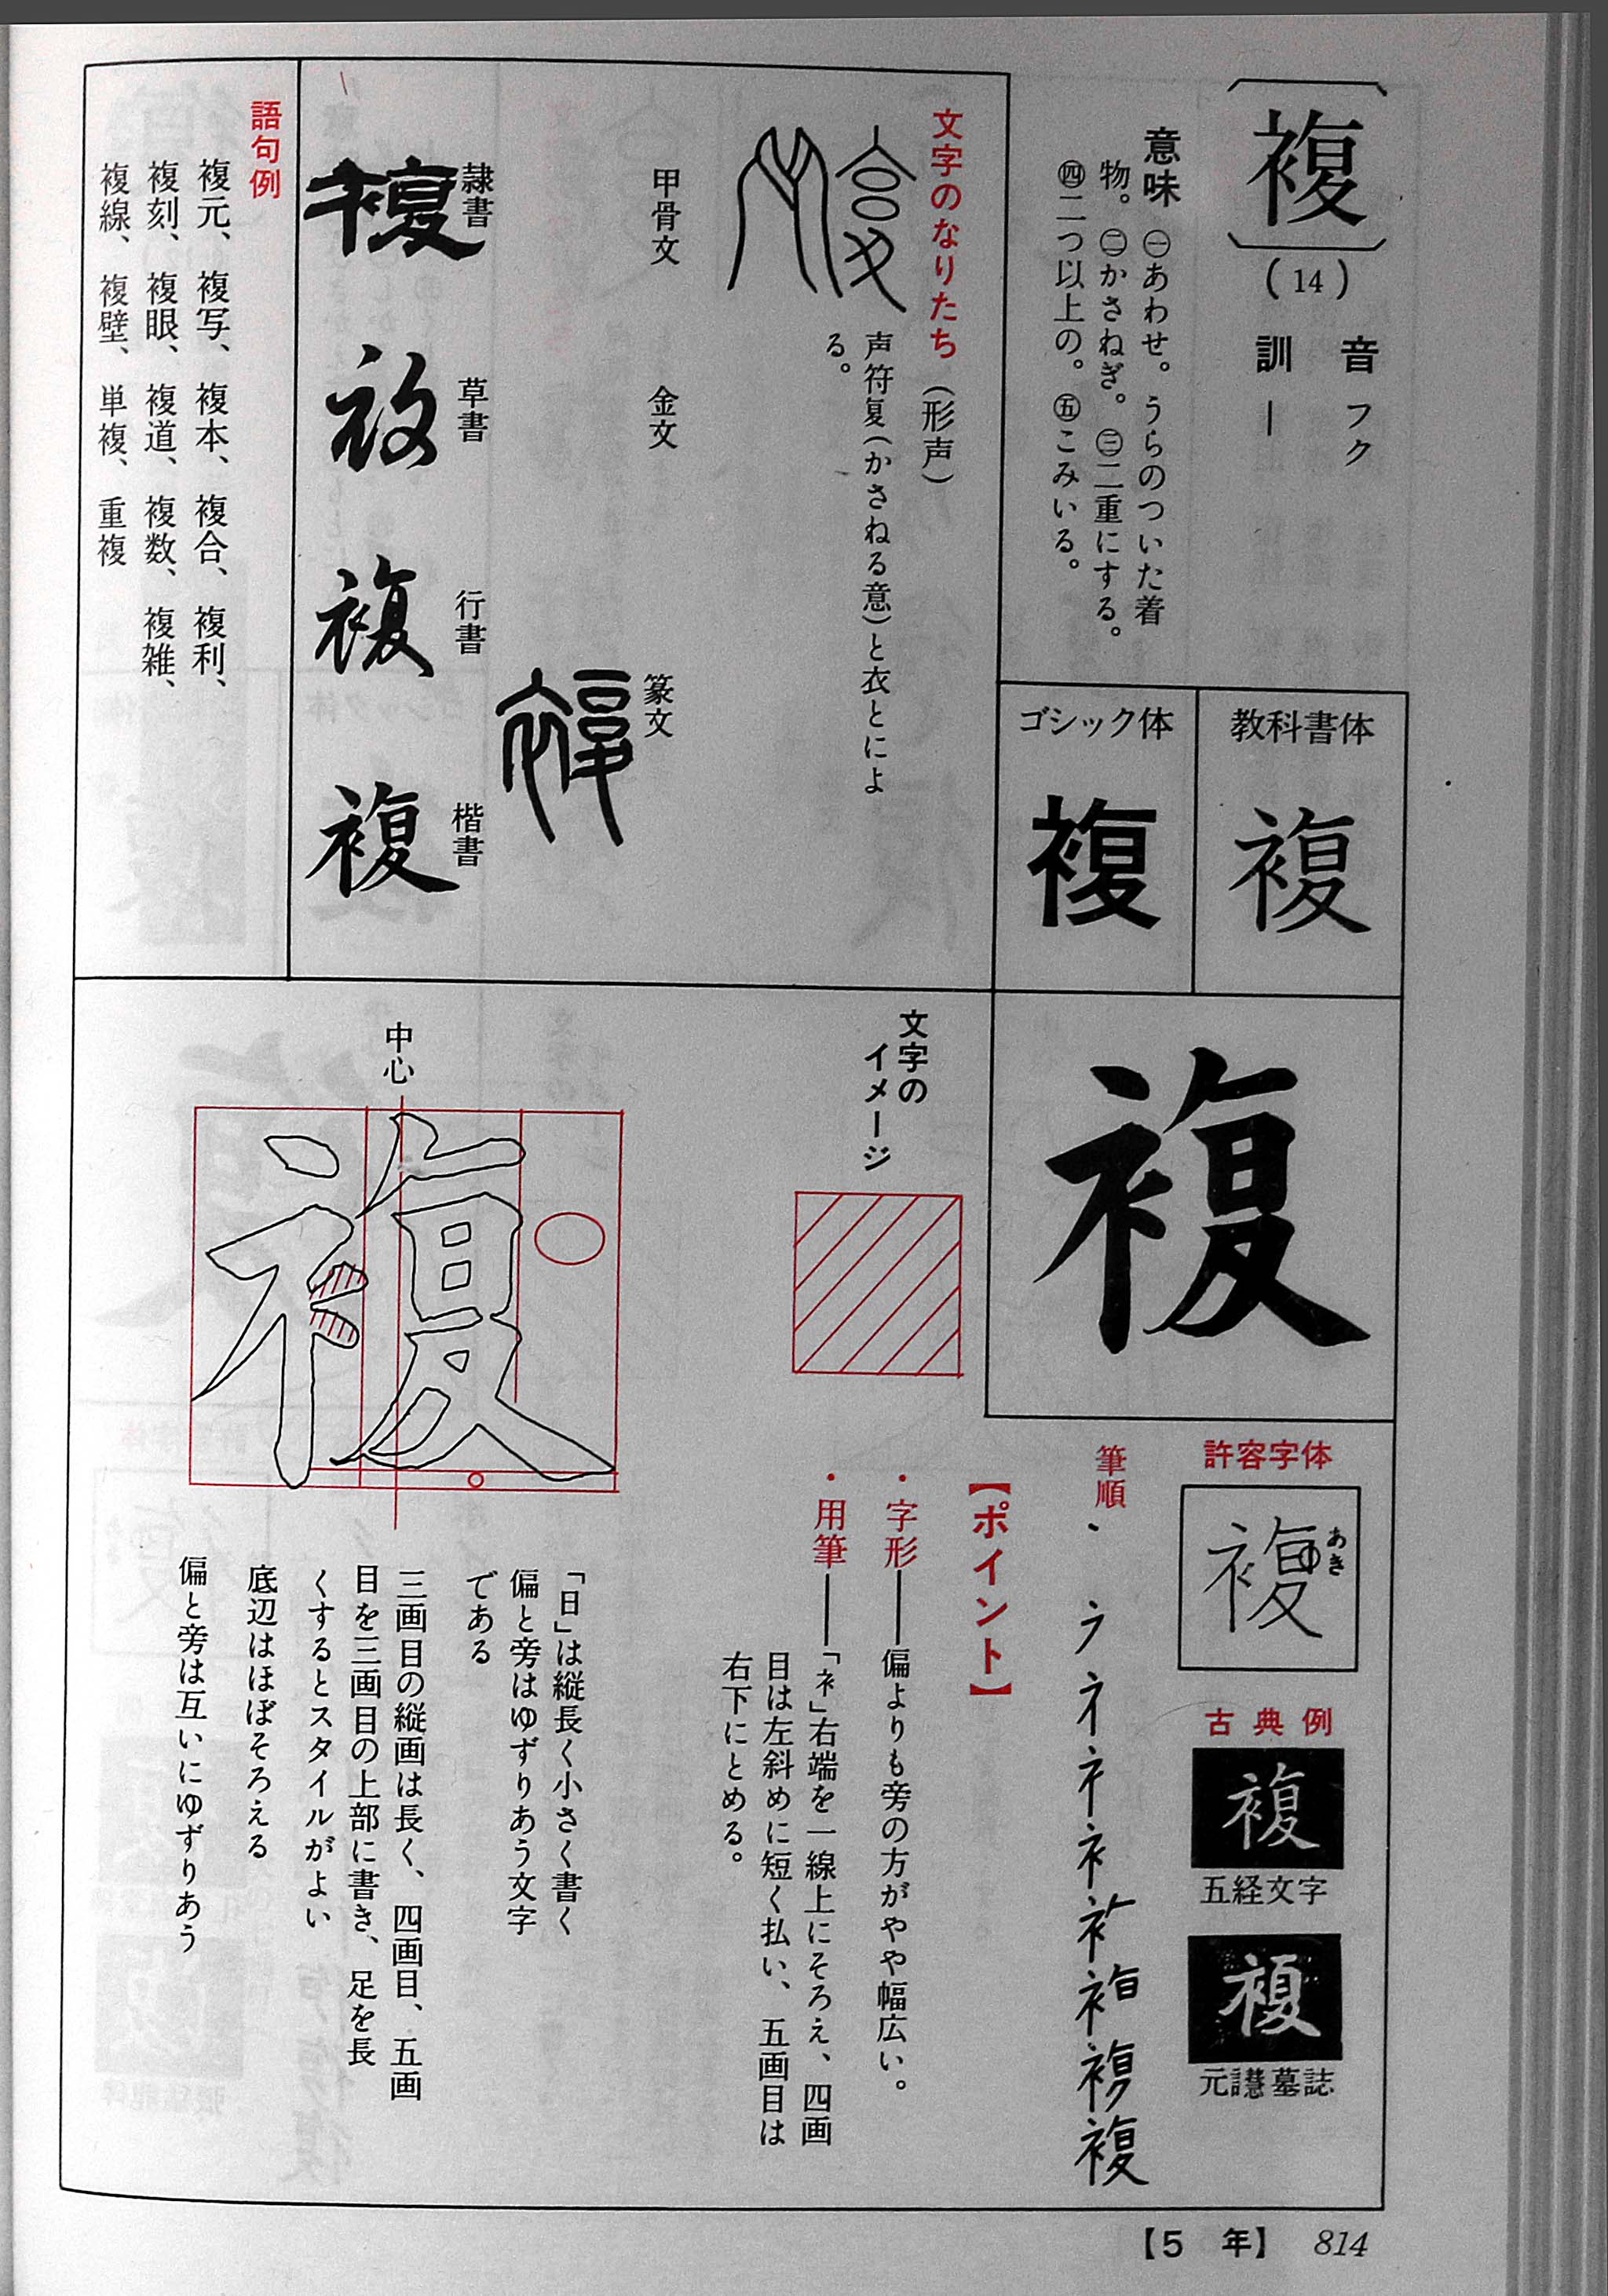 〔複〕(14)
音 フク
訓 ―
意味 ㊀あわせ。うらのついた着
物。㊁かさねぎ。㊂二重にする。
㊃二つ以上の。㊄こみいる。
教科書体
複
ゴシック体
複
文字のなりたち(形声)
声符复(かさねる意)と衣とによ
る。
甲骨文
金文
篆文
隷書
複
草書
複
行書
複
楷書
複
語句例
複元、複写、複本、複合、複利、
複刻、複眼、複道、複数、複雑、
複線、複壁、単複、重複
複
許容字体
複
あき
古典例
複
五経文字
複
元譿墓誌
筆順
【ポイント】
・字形――偏よりも旁の方がやや幅広い。
・用筆――「衤」右端を一線上にそろえ、四画
目は左斜めに短く払い、五画目は
右下にとめる。
文字の
イメージ
中心
「日」は縦長く小さく書く
偏と旁はゆずりあう文字
である
三画目の縦画は長く、四画目、五画
目を三画目の上部に書き、足を長
くするとスタイルがよい
底辺はほぼそろえる
偏と旁は互いにゆずりあう
【5 年】 814